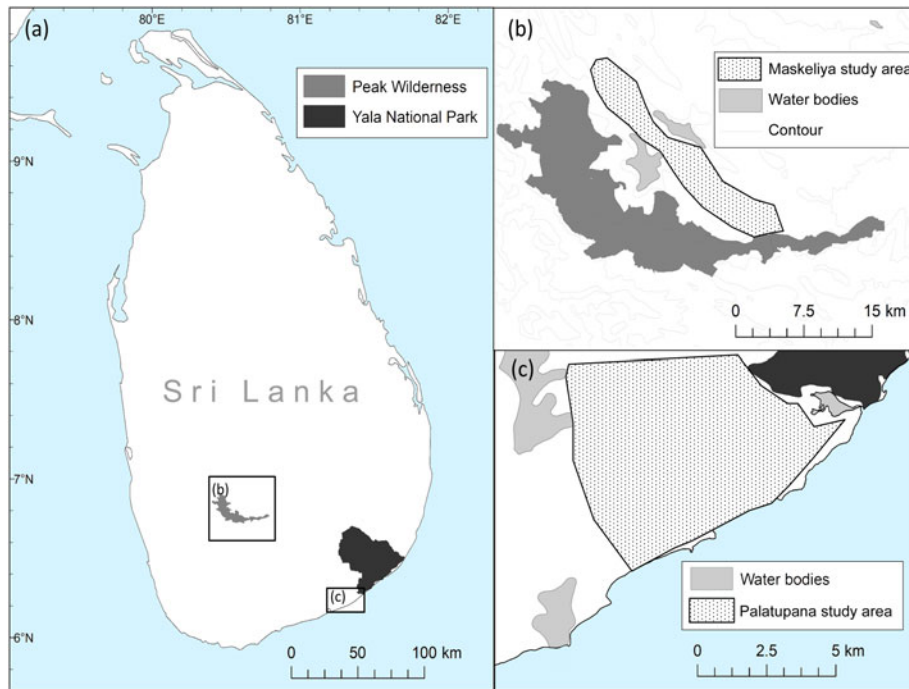 80°E 81°E 82°E
(a)
Peak Wilderness
Yala National Park
9°N
8°N
Sri Lanka
7°N
(b)
(c)
6°N
0 50 100 km
(b)
Maskeliya study area
Water bodies
Contour
0 7.5 15 km
(c)
Water bodies
Palatupana study area
0 2.5 5 km